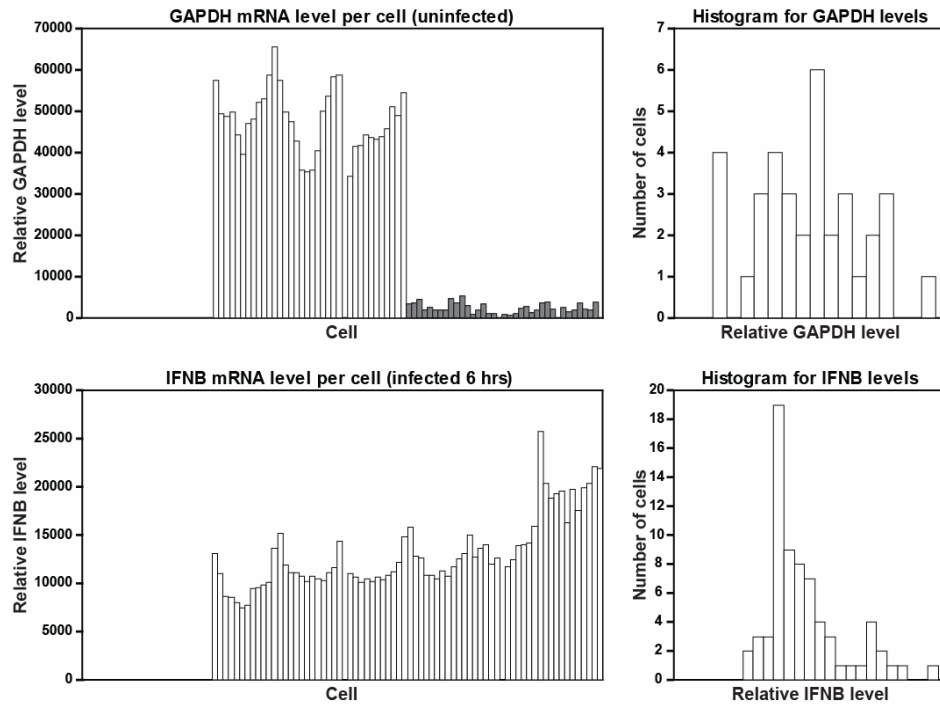 GAPDH mRNA level per cell (uninfected)
Relative GAPDH level
70000
60000
50000
40000
30000
20000
10000
0
Cell
Histogram for GAPDH levels
Number of cells
7
6
5
4
3
2
1
0
Relative GAPDH level
IFNB mRNA level per cell (infected 6 hrs)
Relative IFNB level
30000
25000
20000
15000
10000
5000
0
Cell
Histogram for IFNB levels
Number of cells
20
18
16
14
12
10
8
6
4
2
0
Relative IFNB level